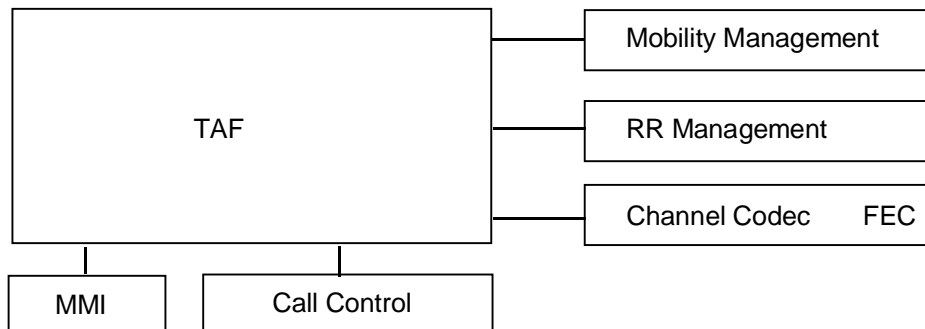 Mobility Management
TAF
RR Management
Channel Codec FEC
MMI
Call Control